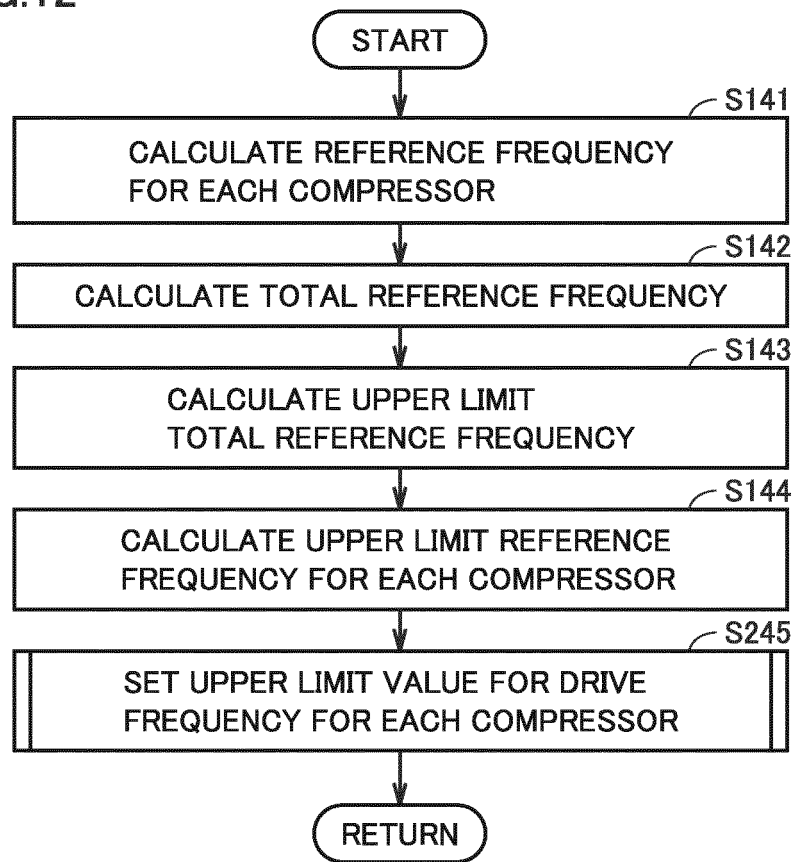 START
S141
CALCULATE REFERENCE FREQUENCY
FOR EACH COMPRESSOR
S142
CALCULATE TOTAL REFERENCE FREQUENCY
S143
CALCULATE UPPER LIMIT
TOTAL REFERENCE FREQUENCY
S144
CALCULATE UPPER LIMIT REFERENCE
FREQUENCY FOR EACH COMPRESSOR
S245
SET UPPER LIMIT VALUE FOR DRIVE
FREQUENCY FOR EACH COMPRESSOR
RETURN